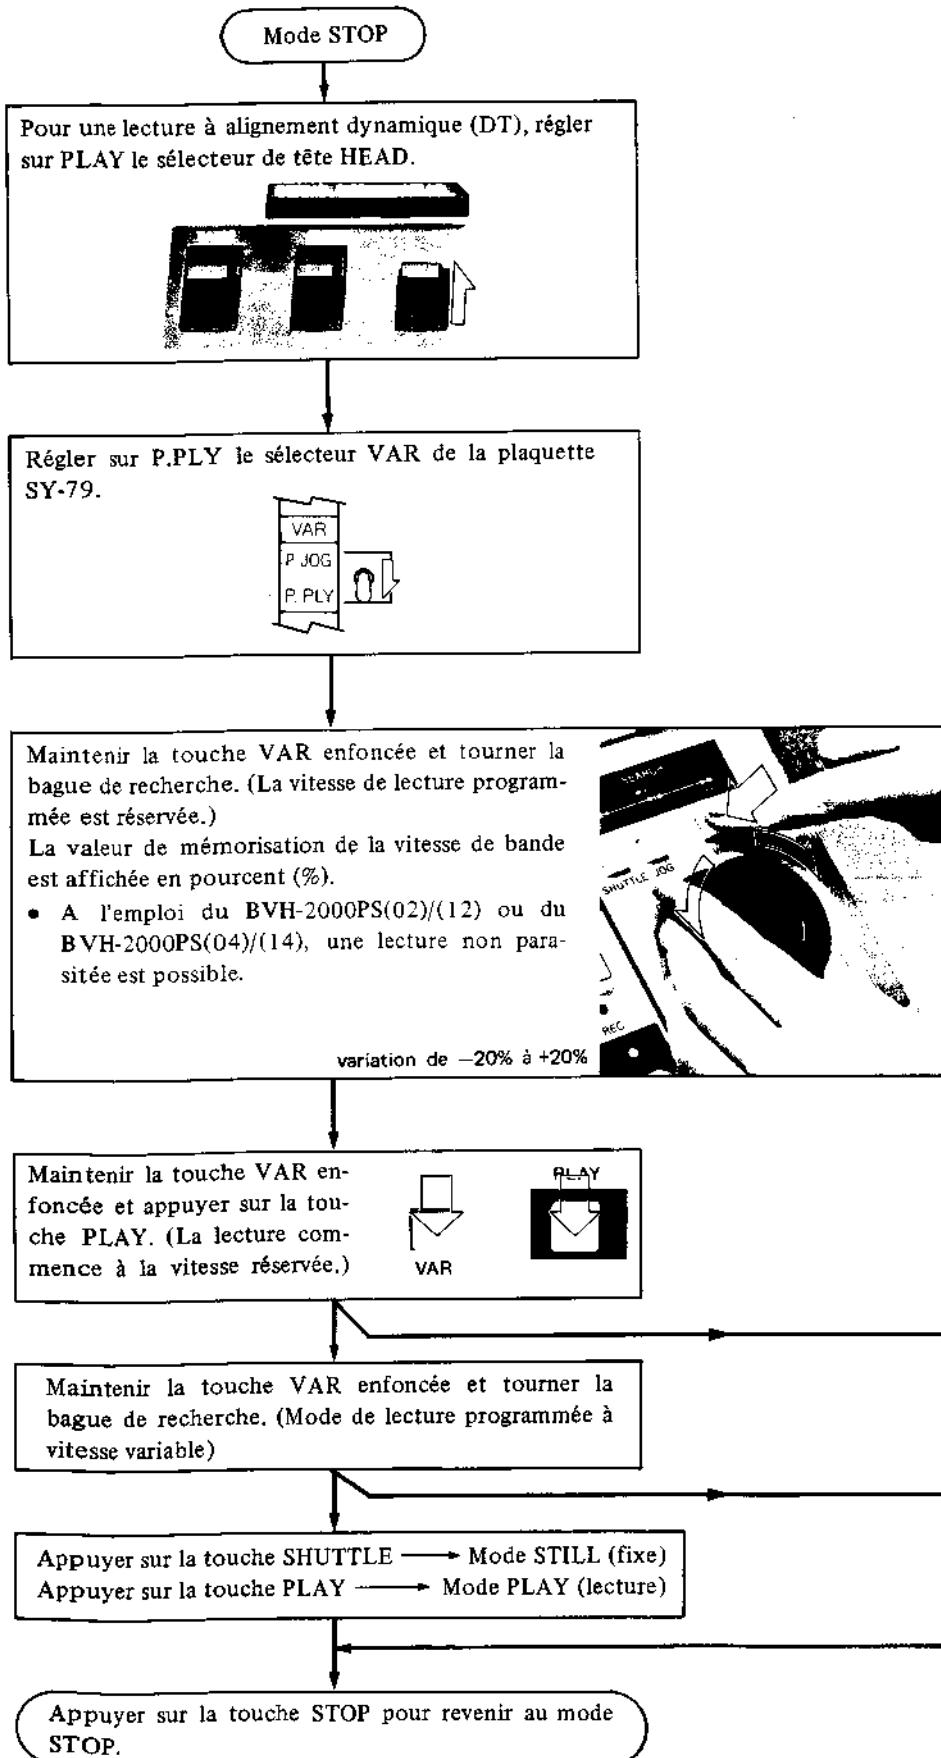 Mode STOP
Pour une lecture à alignement dynamique (DT), régler
sur PLAY le sélecteur de tête HEAD.
Régler sur P.PLY le sélecteur VAR de la plaquette
SY-79.
VAR
P JOG
P. PLY
Maintenir la touche VAR enfoncée et tourner la
bague de recherche. (La vitesse de lecture program-
mée est réservée.)
La valeur de mémorisation de la vitesse de bande
est affichée en pourcent (%).
• A l'emploi du BVH-2000PS(02)/(12) ou du
BVH-2000PS(04)/(14), une lecture non para-
sitée est possible.
variation de —20% à +20%
SEARCH
SHUTTLE JOG
REC
Maintenir la touche VAR en-
foncée et appuyer sur la tou-
che PLAY. (La lecture com-
mence à la vitesse réservée.)
VAR
PLAY
Maintenir la touche VAR enfoncée et tourner la
bague de recherche. (Mode de lecture programmée à
vitesse variable)
Appuyer sur la touche SHUTTLE → Mode STILL (fixe)
Appuyer sur la touche PLAY → Mode PLAY (lecture)
Appuyer sur la touche STOP pour revenir au mode
STOP.